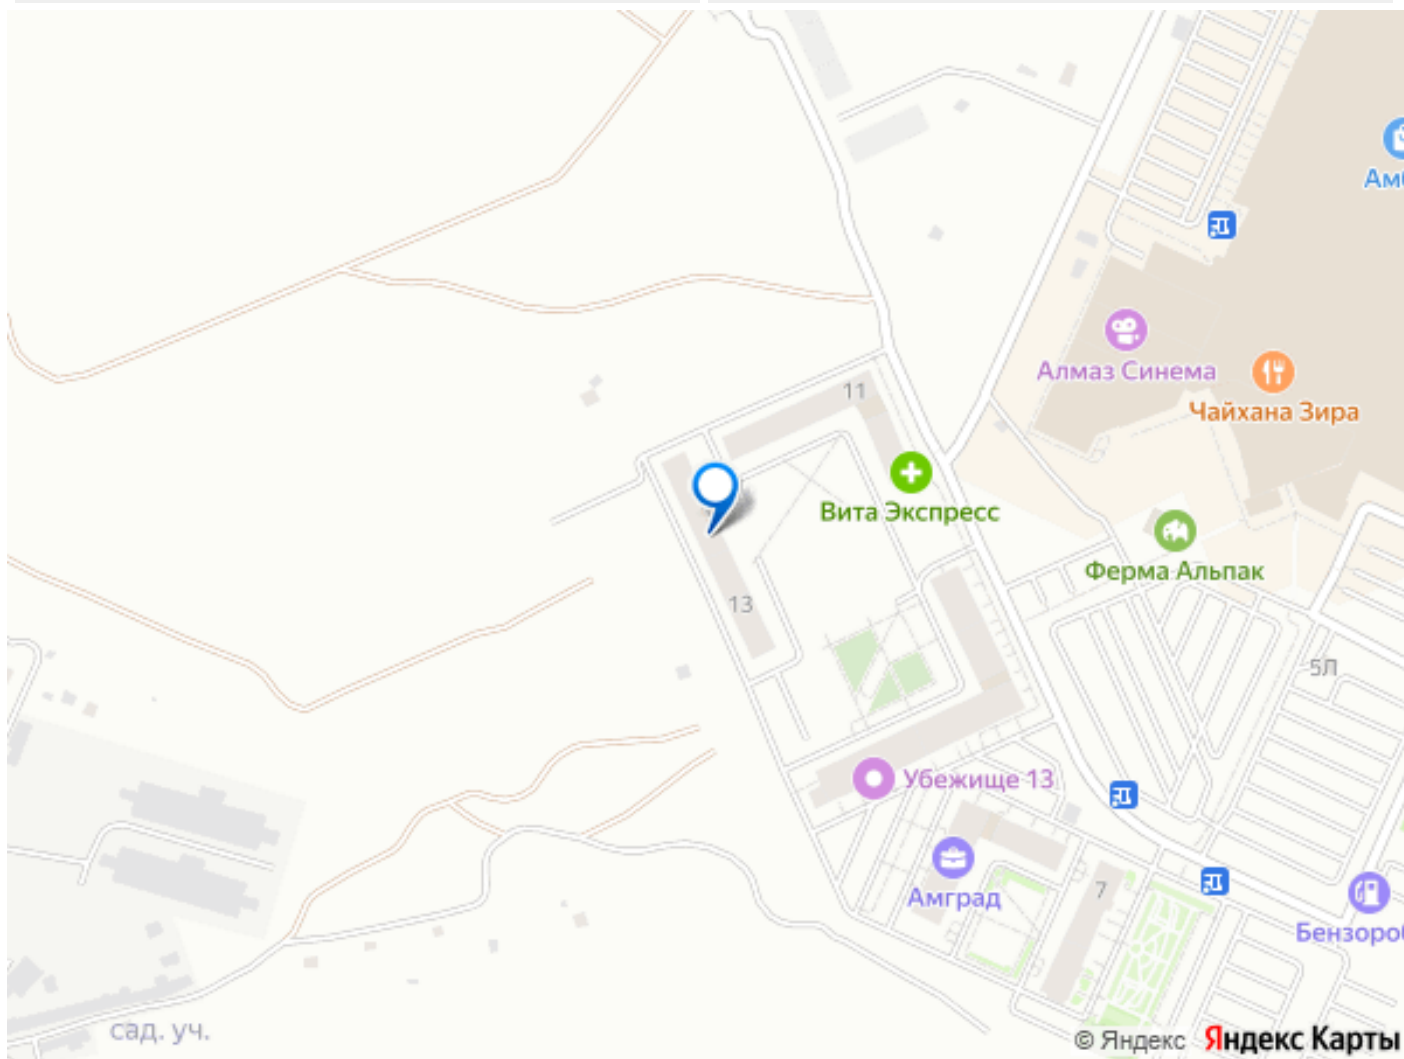 Алмаз Синема
Чайхана Зира
11
Вита Экспресс
Ферма Альпак
13
5Л
Убежище 13
Амград
7
сад. уч.
© Яндекс Яндекс Карты